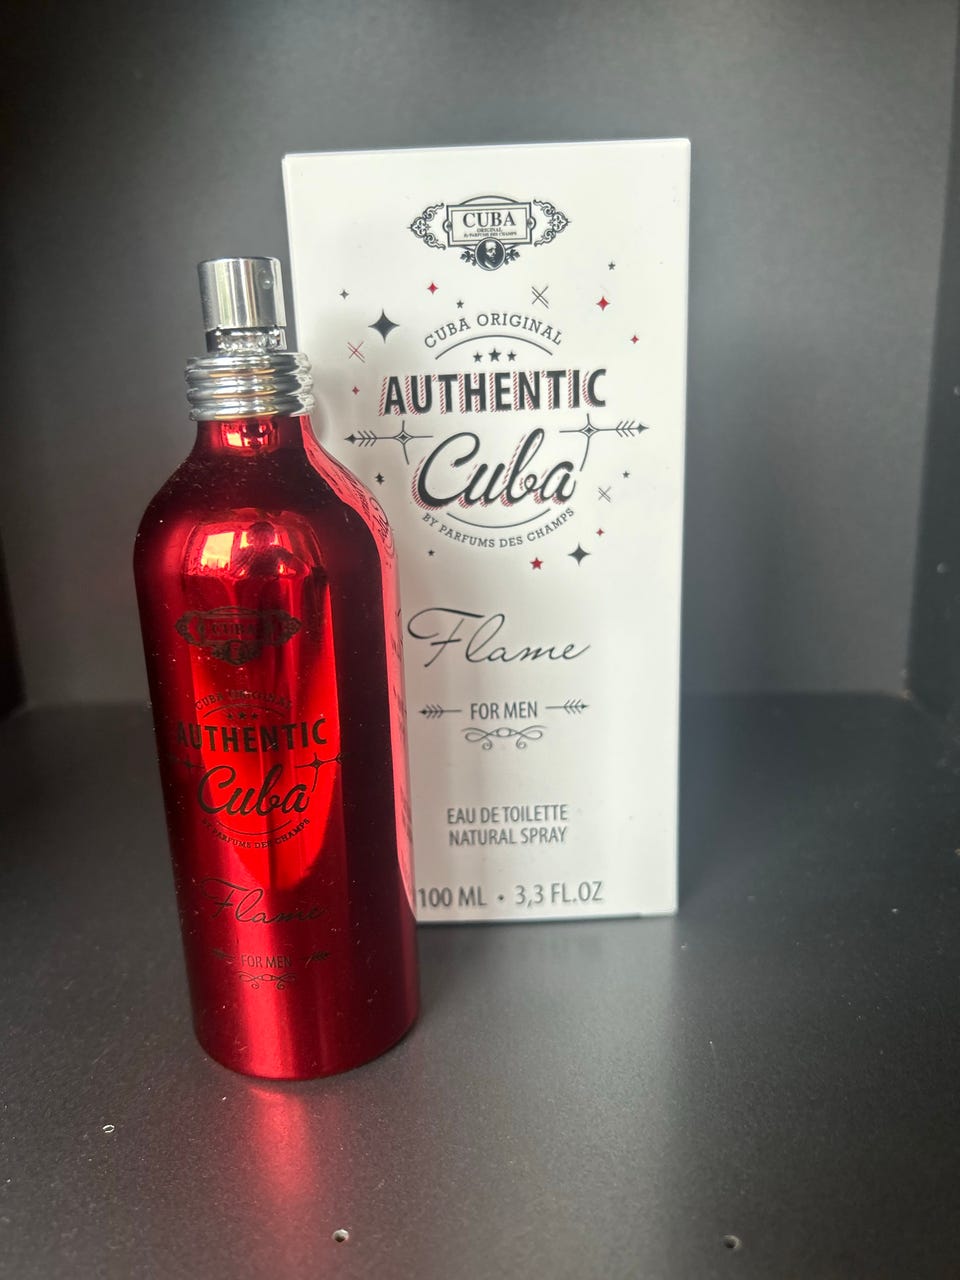 CUBA
ORIGINAL
by PARFUMS DES CHAMPS
CUBA ORIGINAL
AUTHENTIC
Cuba
BY PARFUMS DES CHAMPS
Flame
FOR MEN
EAU DE TOILETTE
NATURAL SPRAY
100 ML • 3,3 FL.OZ
CUBA
CUBA ORIGINAL
AUTHENTIC
Cuba
BY PARFUMS DES CHAMPS
Flame
FOR MEN